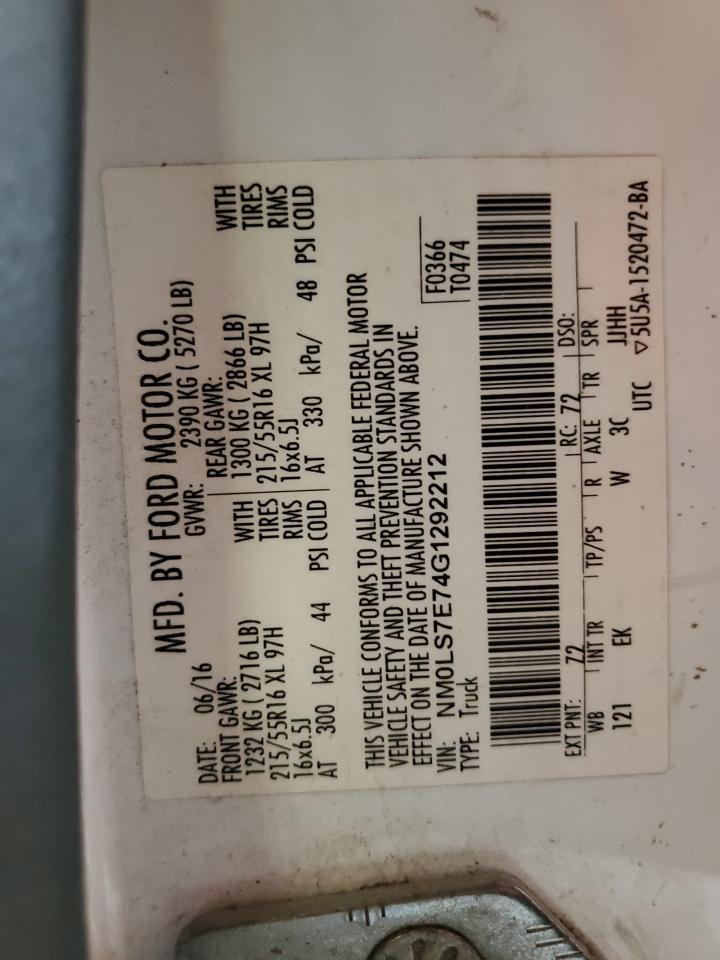 MFD. BY FORD MOTOR CO.
DATE: 06/16 GVWR: 2390 KG ( 5270 LB)
FRONT GAWR: REAR GAWR:
1232 KG ( 2716 LB) WITH 1300 KG ( 2866 LB) WITH
215/55R16 XL 97H TIRES 215/55R16 XL 97H TIRES
16x6.5J RIMS 16x6.5J RIMS
AT 300 kPa/ 44 PSI COLD AT 330 kPa/ 48 PSI COLD
THIS VEHICLE CONFORMS TO ALL APPLICABLE FEDERAL MOTOR
VEHICLE SAFETY AND THEFT PREVENTION STANDARDS IN
EFFECT ON THE DATE OF MANUFACTURE SHOWN ABOVE.
VIN: NM0LS7E74G1292212 F0366
TYPE: Truck T0474
EXT PNT: Z2 RC: 72 DSO:
WB INT TR TP/PS R AXLE TR SPR
121 EK W 3C JJHH
UTC ▽5U5A-1520472-BA